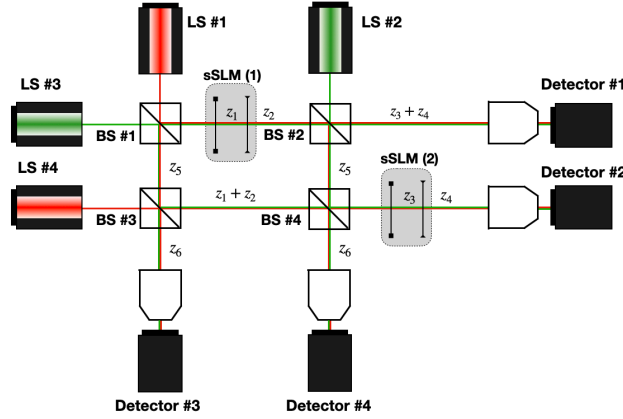 LS #1
LS #2
LS #3
sSLM (1)
Detector #1
z₁
z₂
z₃ + z₄
BS #1
BS #2
LS #4
z₅
z₅
sSLM (2)
Detector #2
z₁ + z₂
z₃
z₄
BS #3
BS #4
z₆
z₆
Detector #3
Detector #4